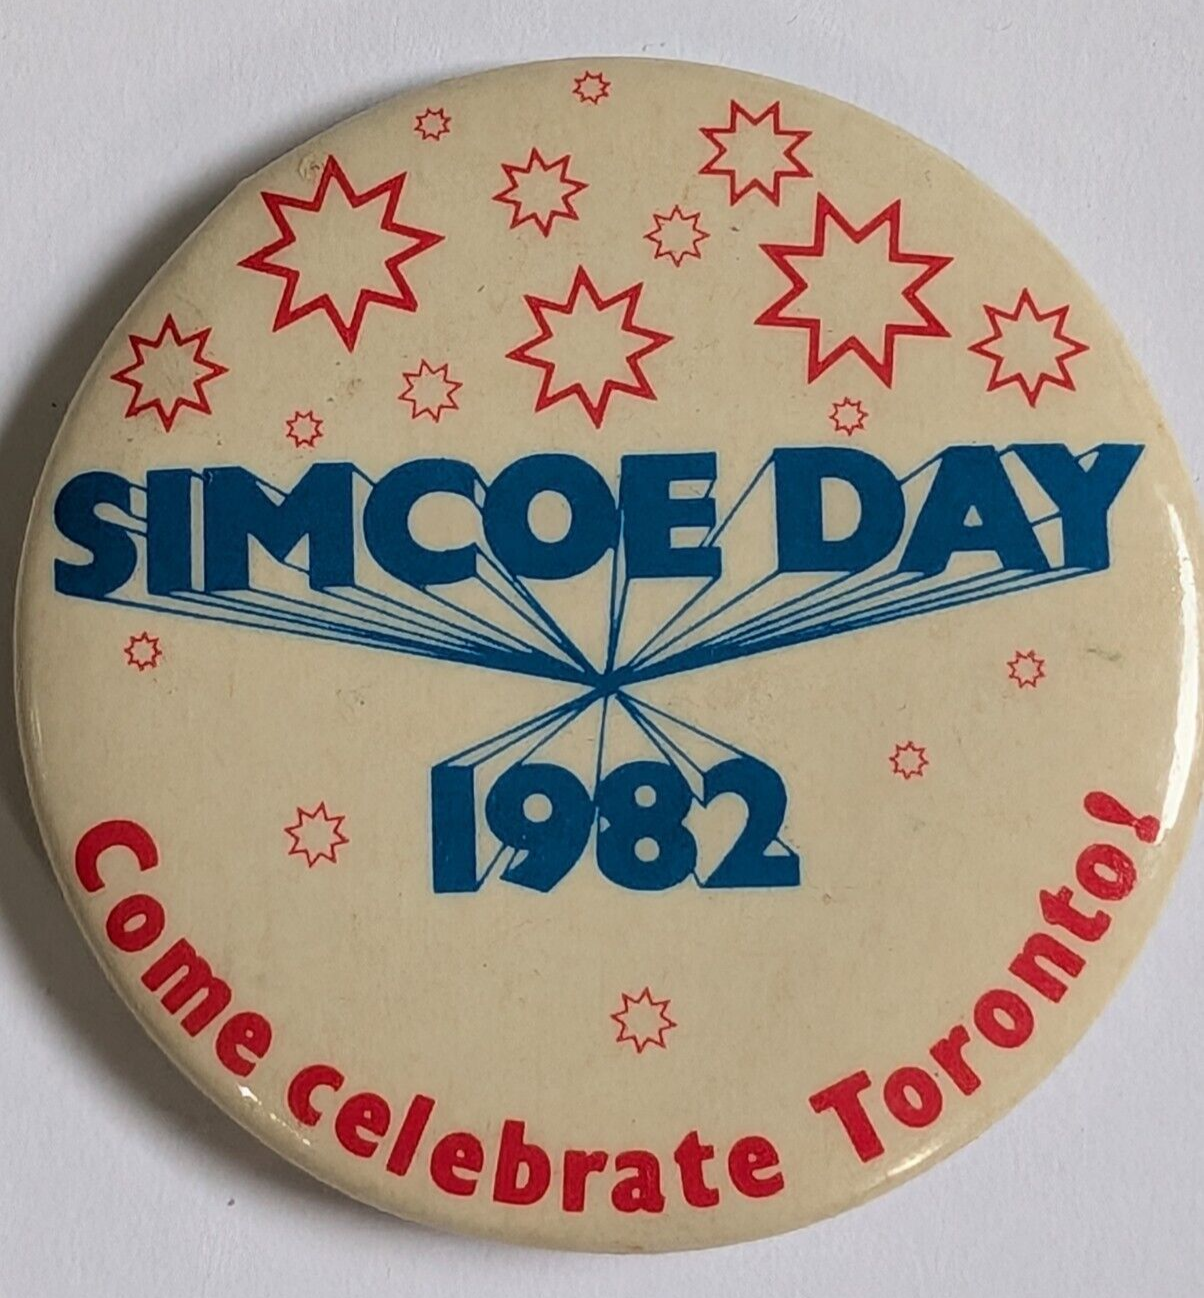 SIMCOE DAY
1982
Come celebrate Toronto!